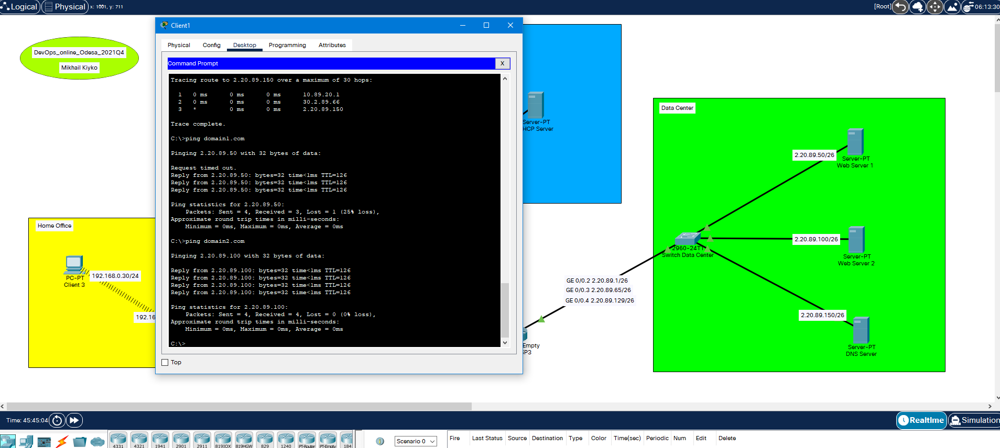 Logical
Physical
x: 1001, y: 711
[Root]
06:13:30
DevOps_online_Odesa_2021Q4
Mikhail Kiyko
Client1
Physical
Config
Desktop
Programming
Attributes
Command Prompt
X
Tracing route to 2.20.89.150 over a maximum of 30 hops:
1 0 ms 0 ms 0 ms 10.89.20.1
2 0 ms 0 ms 0 ms 30.2.89.66
3 * 0 ms 0 ms 2.20.89.150
Trace complete.
C:\>ping domain1.com
Pinging 2.20.89.50 with 32 bytes of data:
Request timed out.
Reply from 2.20.89.50: bytes=32 time<1ms TTL=126
Reply from 2.20.89.50: bytes=32 time<1ms TTL=126
Reply from 2.20.89.50: bytes=32 time<1ms TTL=126
Ping statistics for 2.20.89.50:
Packets: Sent = 4, Received = 3, Lost = 1 (25% loss),
Approximate round trip times in milli-seconds:
Minimum = 0ms, Maximum = 0ms, Average = 0ms
C:\>ping domain2.com
Pinging 2.20.89.100 with 32 bytes of data:
Reply from 2.20.89.100: bytes=32 time<1ms TTL=126
Reply from 2.20.89.100: bytes=32 time<1ms TTL=126
Reply from 2.20.89.100: bytes=32 time<1ms TTL=126
Reply from 2.20.89.100: bytes=32 time<1ms TTL=126
Ping statistics for 2.20.89.100:
Packets: Sent = 4, Received = 4, Lost = 0 (0% loss),
Approximate round trip times in milli-seconds:
Minimum = 0ms, Maximum = 0ms, Average = 0ms
C:\>
Top
Server-PT
HCP Server
Data Center
2.20.89.50/26
Server-PT
Web Server 1
2960-24TT
Switch Data Center
2.20.89.100/26
Server-PT
Web Server 2
2.20.89.150/26
Server-PT
DNS Server
GE 0/0.2 2.20.89.1/26
GE 0/0.3 2.20.89.65/26
GE 0/0.4 2.20.89.129/26
Empty
SP3
Home Office
PC-PT
Client 3
192.168.0.30/24
192.16
Time: 45:45:04
Realtime
Simulation
4331
4321
1941
2901
2911
819IOX
819HGW
829
1240
PT-Router
PT-Empty
184
Scenario 0
Fire
Last Status
Source
Destination
Type
Color
Time(sec)
Periodic
Num
Edit
Delete